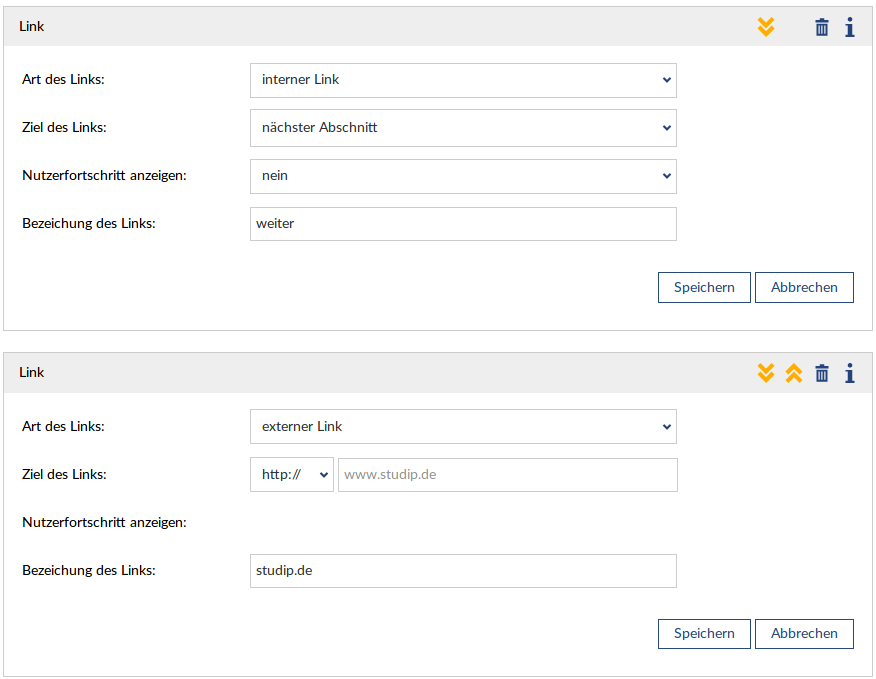 Link
Art des Links: interner Link
Ziel des Links: nächster Abschnitt
Nutzerfortschritt anzeigen: nein
Bezeichung des Links: weiter
Speichern Abbrechen
Link
Art des Links: externer Link
Ziel des Links: http:// www.studip.de
Nutzerfortschritt anzeigen:
Bezeichung des Links: studip.de
Speichern Abbrechen